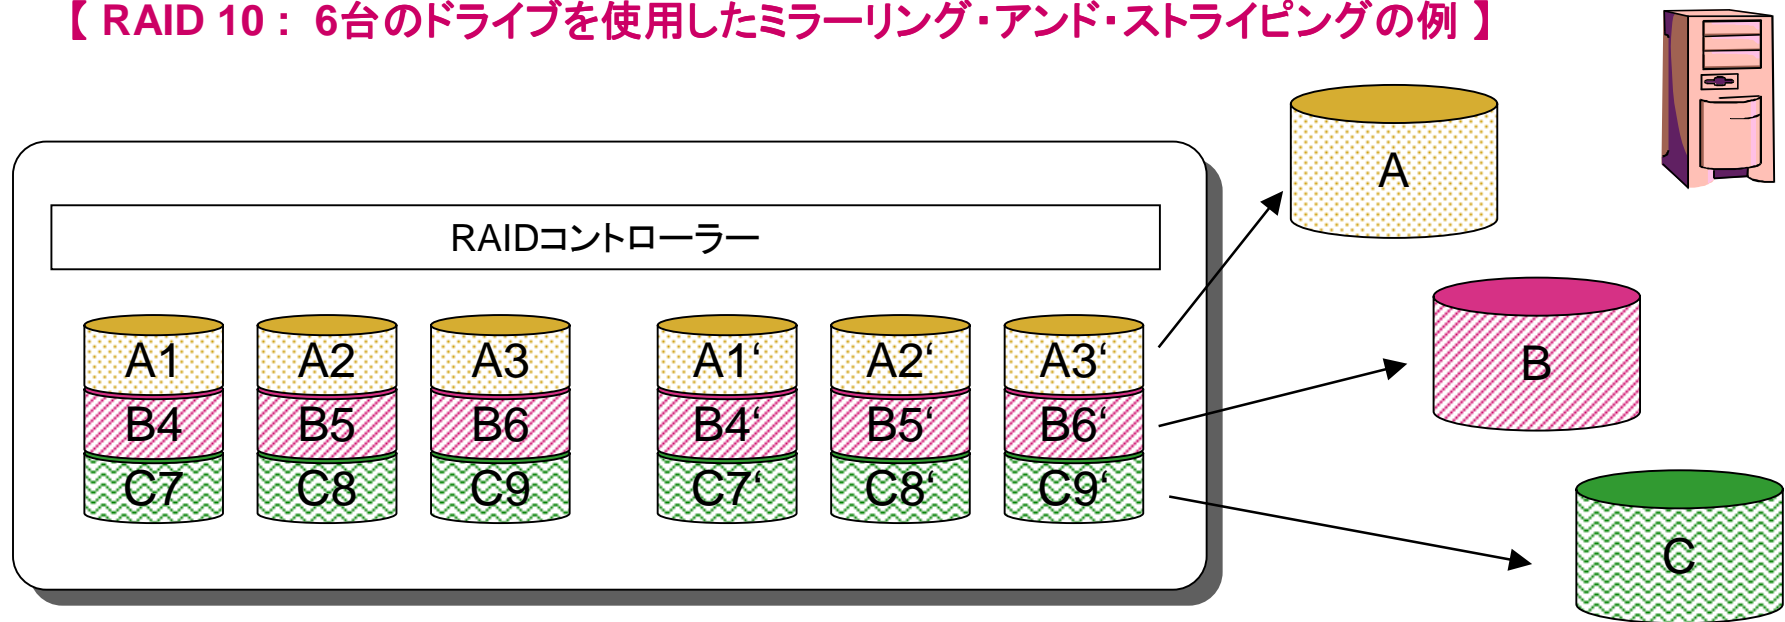 【 RAID 10 : 6台のドライブを使用したミラーリング・アンド・ストライピングの例 】
RAIDコントローラー
A1 A2 A3 A1‘ A2‘ A3‘
B4 B5 B6 B4‘ B5‘ B6‘
C7 C8 C9 C7‘ C8‘ C9‘
A
B
C